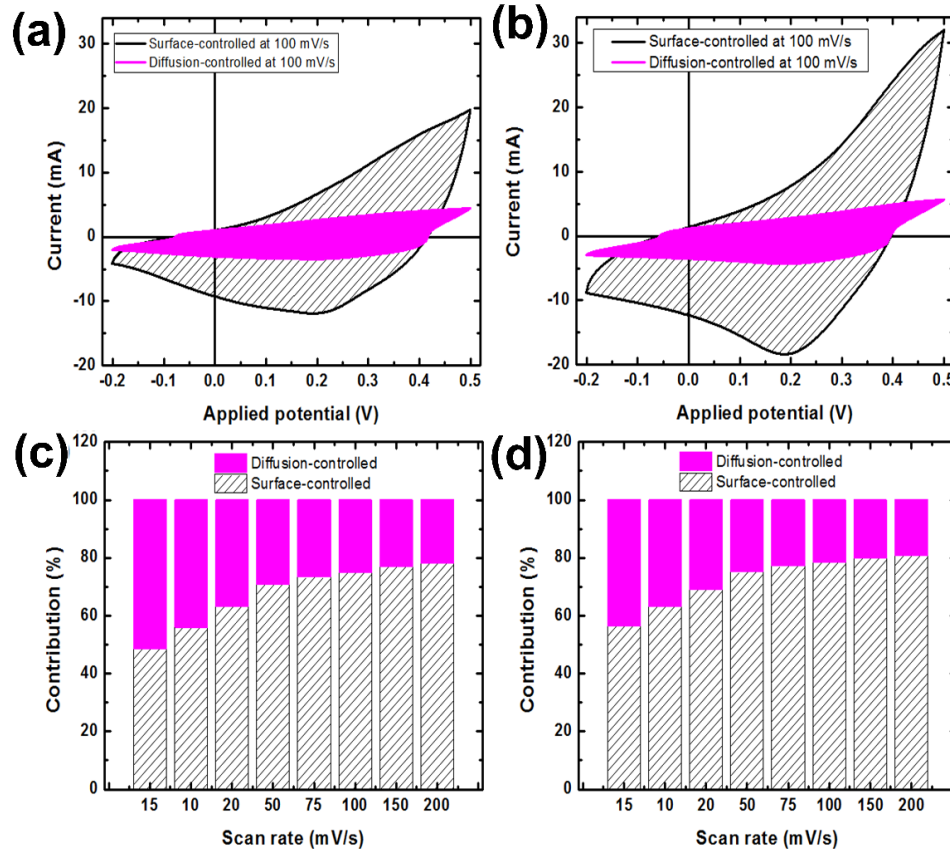 (a)
Surface-controlled at 100 mV/s
Diffusion-controlled at 100 mV/s
30
20
10
0
-10
-20
Current (mA)
-0.2 0.0 0.1 0.2 0.3 0.4 0.5
Applied potential (V)
(b)
Surface-controlled at 100 mV/s
Diffusion-controlled at 100 mV/s
30
20
10
0
-10
-20
Current (mA)
-0.2 0.0 0.1 0.2 0.3 0.4 0.5
Applied potential (V)
(c)
Diffusion-controlled
Surface-controlled
120
100
80
60
40
20
0
Contribution (%)
15 10 20 50 75 100 150 200
Scan rate (mV/s)
(d)
Diffusion-controlled
Surface-controlled
120
100
80
60
40
20
0
Contribution (%)
15 10 20 50 75 100 150 200
Scan rate (mV/s)